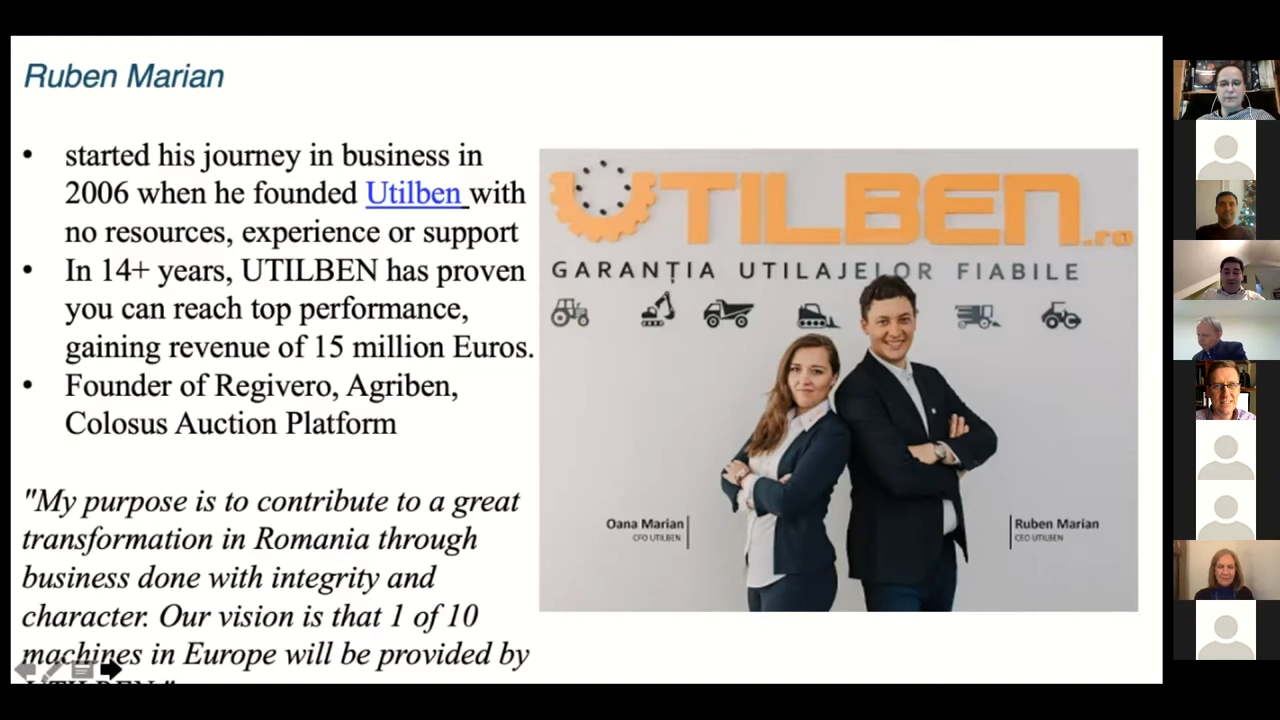 Ruben Marian
• started his journey in business in
2006 when he founded Utilben with
no resources, experience or support
• In 14+ years, UTILBEN has proven
you can reach top performance,
gaining revenue of 15 million Euros.
• Founder of Regivero, Agriben,
Colosus Auction Platform
"My purpose is to contribute to a great
transformation in Romania through
business done with integrity and
character. Our vision is that 1 of 10
machines in Europe will be provided by
UTILBEN.ro
GARANȚIA UTILAJELOR FIABILE
Oana Marian
CFO UTILBEN
Ruben Marian
CEO UTILBEN